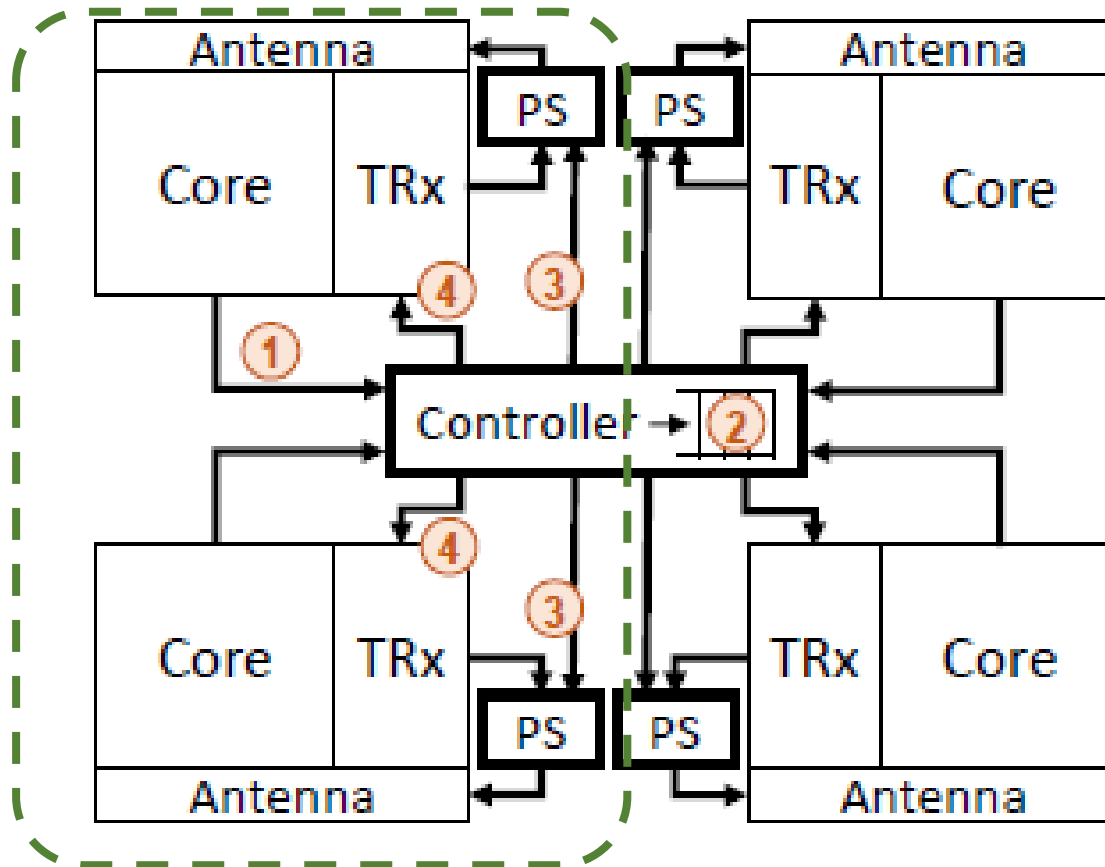 Antenna
Antenna
PS
PS
Core
TRx
TRx
Core
4
3
1
Controller
2
4
3
Core
TRx
TRx
Core
PS
PS
Antenna
Antenna